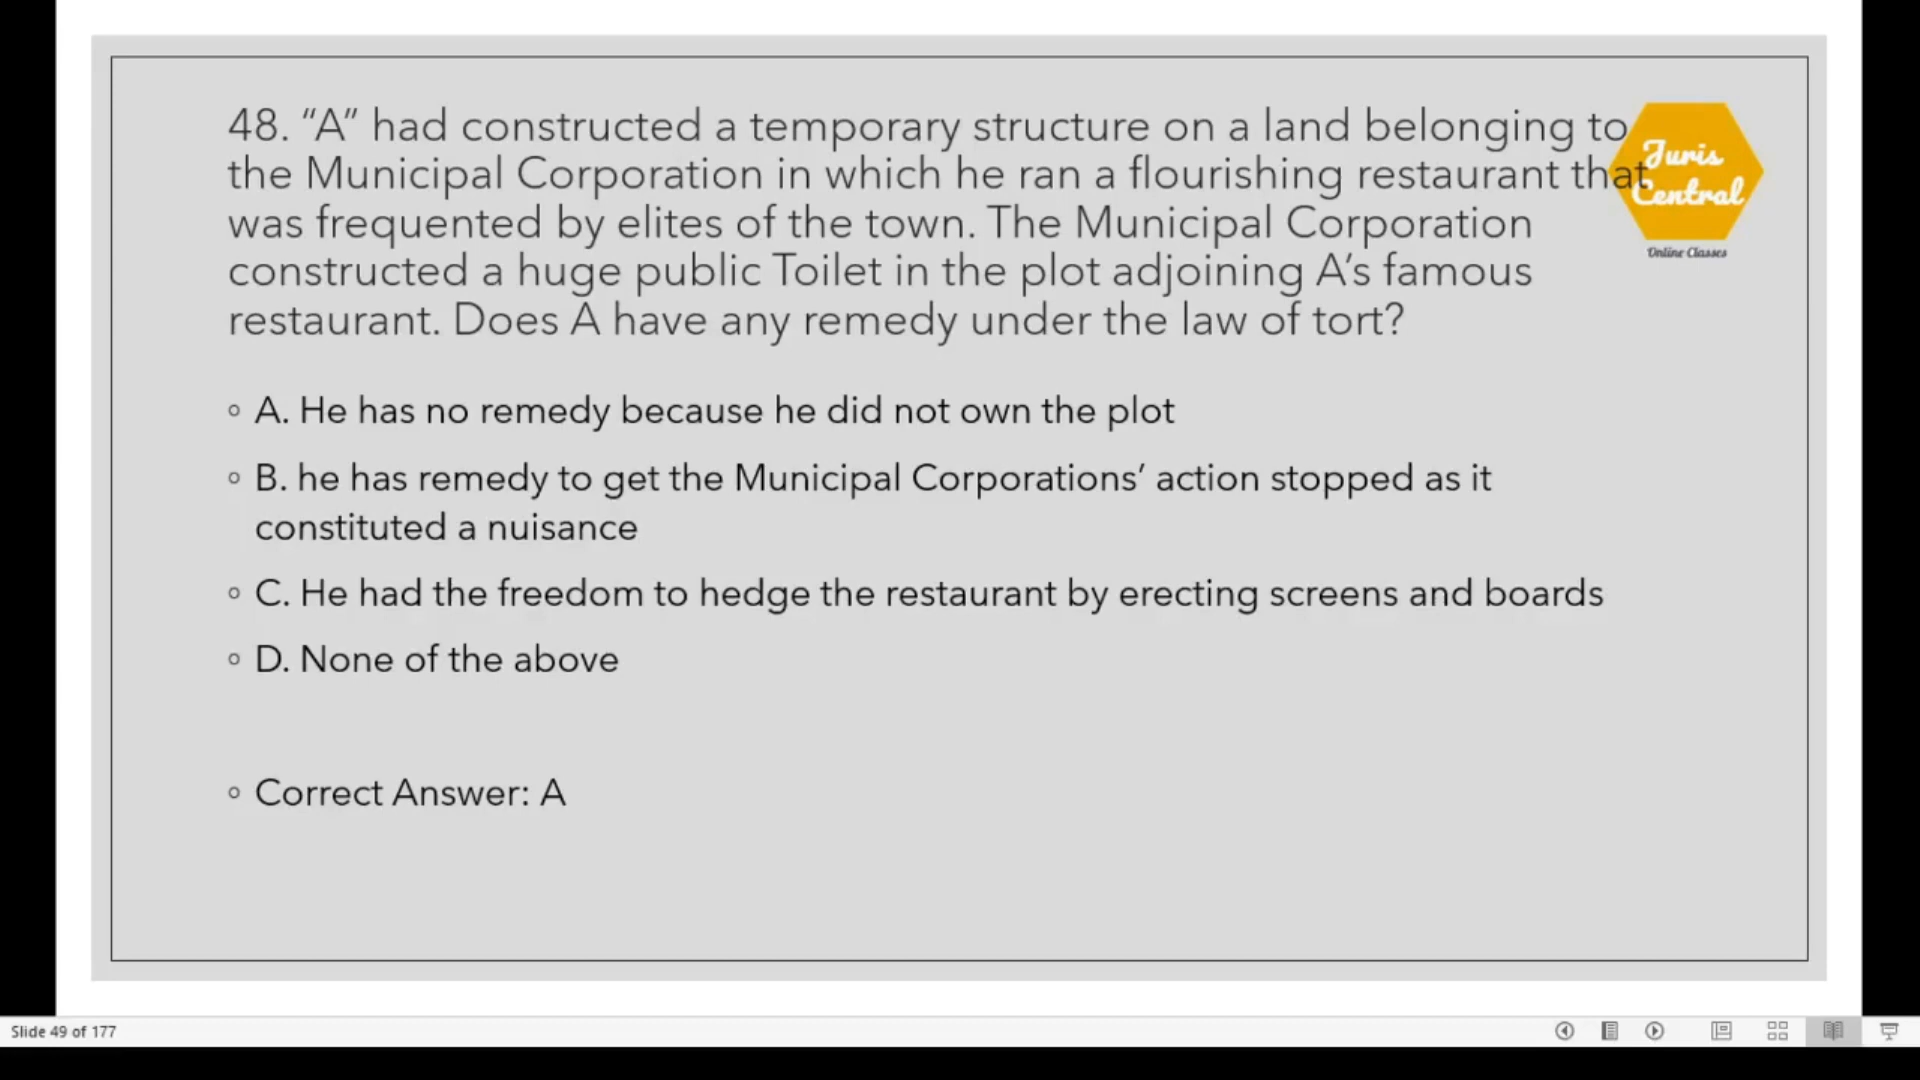 48. “A” had constructed a temporary structure on a land belonging to
the Municipal Corporation in which he ran a flourishing restaurant that
was frequented by elites of the town. The Municipal Corporation
constructed a huge public Toilet in the plot adjoining A’s famous
restaurant. Does A have any remedy under the law of tort?
Juris
Central
Online Classes
◦ A. He has no remedy because he did not own the plot
◦ B. he has remedy to get the Municipal Corporations’ action stopped as it
constituted a nuisance
◦ C. He had the freedom to hedge the restaurant by erecting screens and boards
◦ D. None of the above
◦ Correct Answer: A
Slide 49 of 177